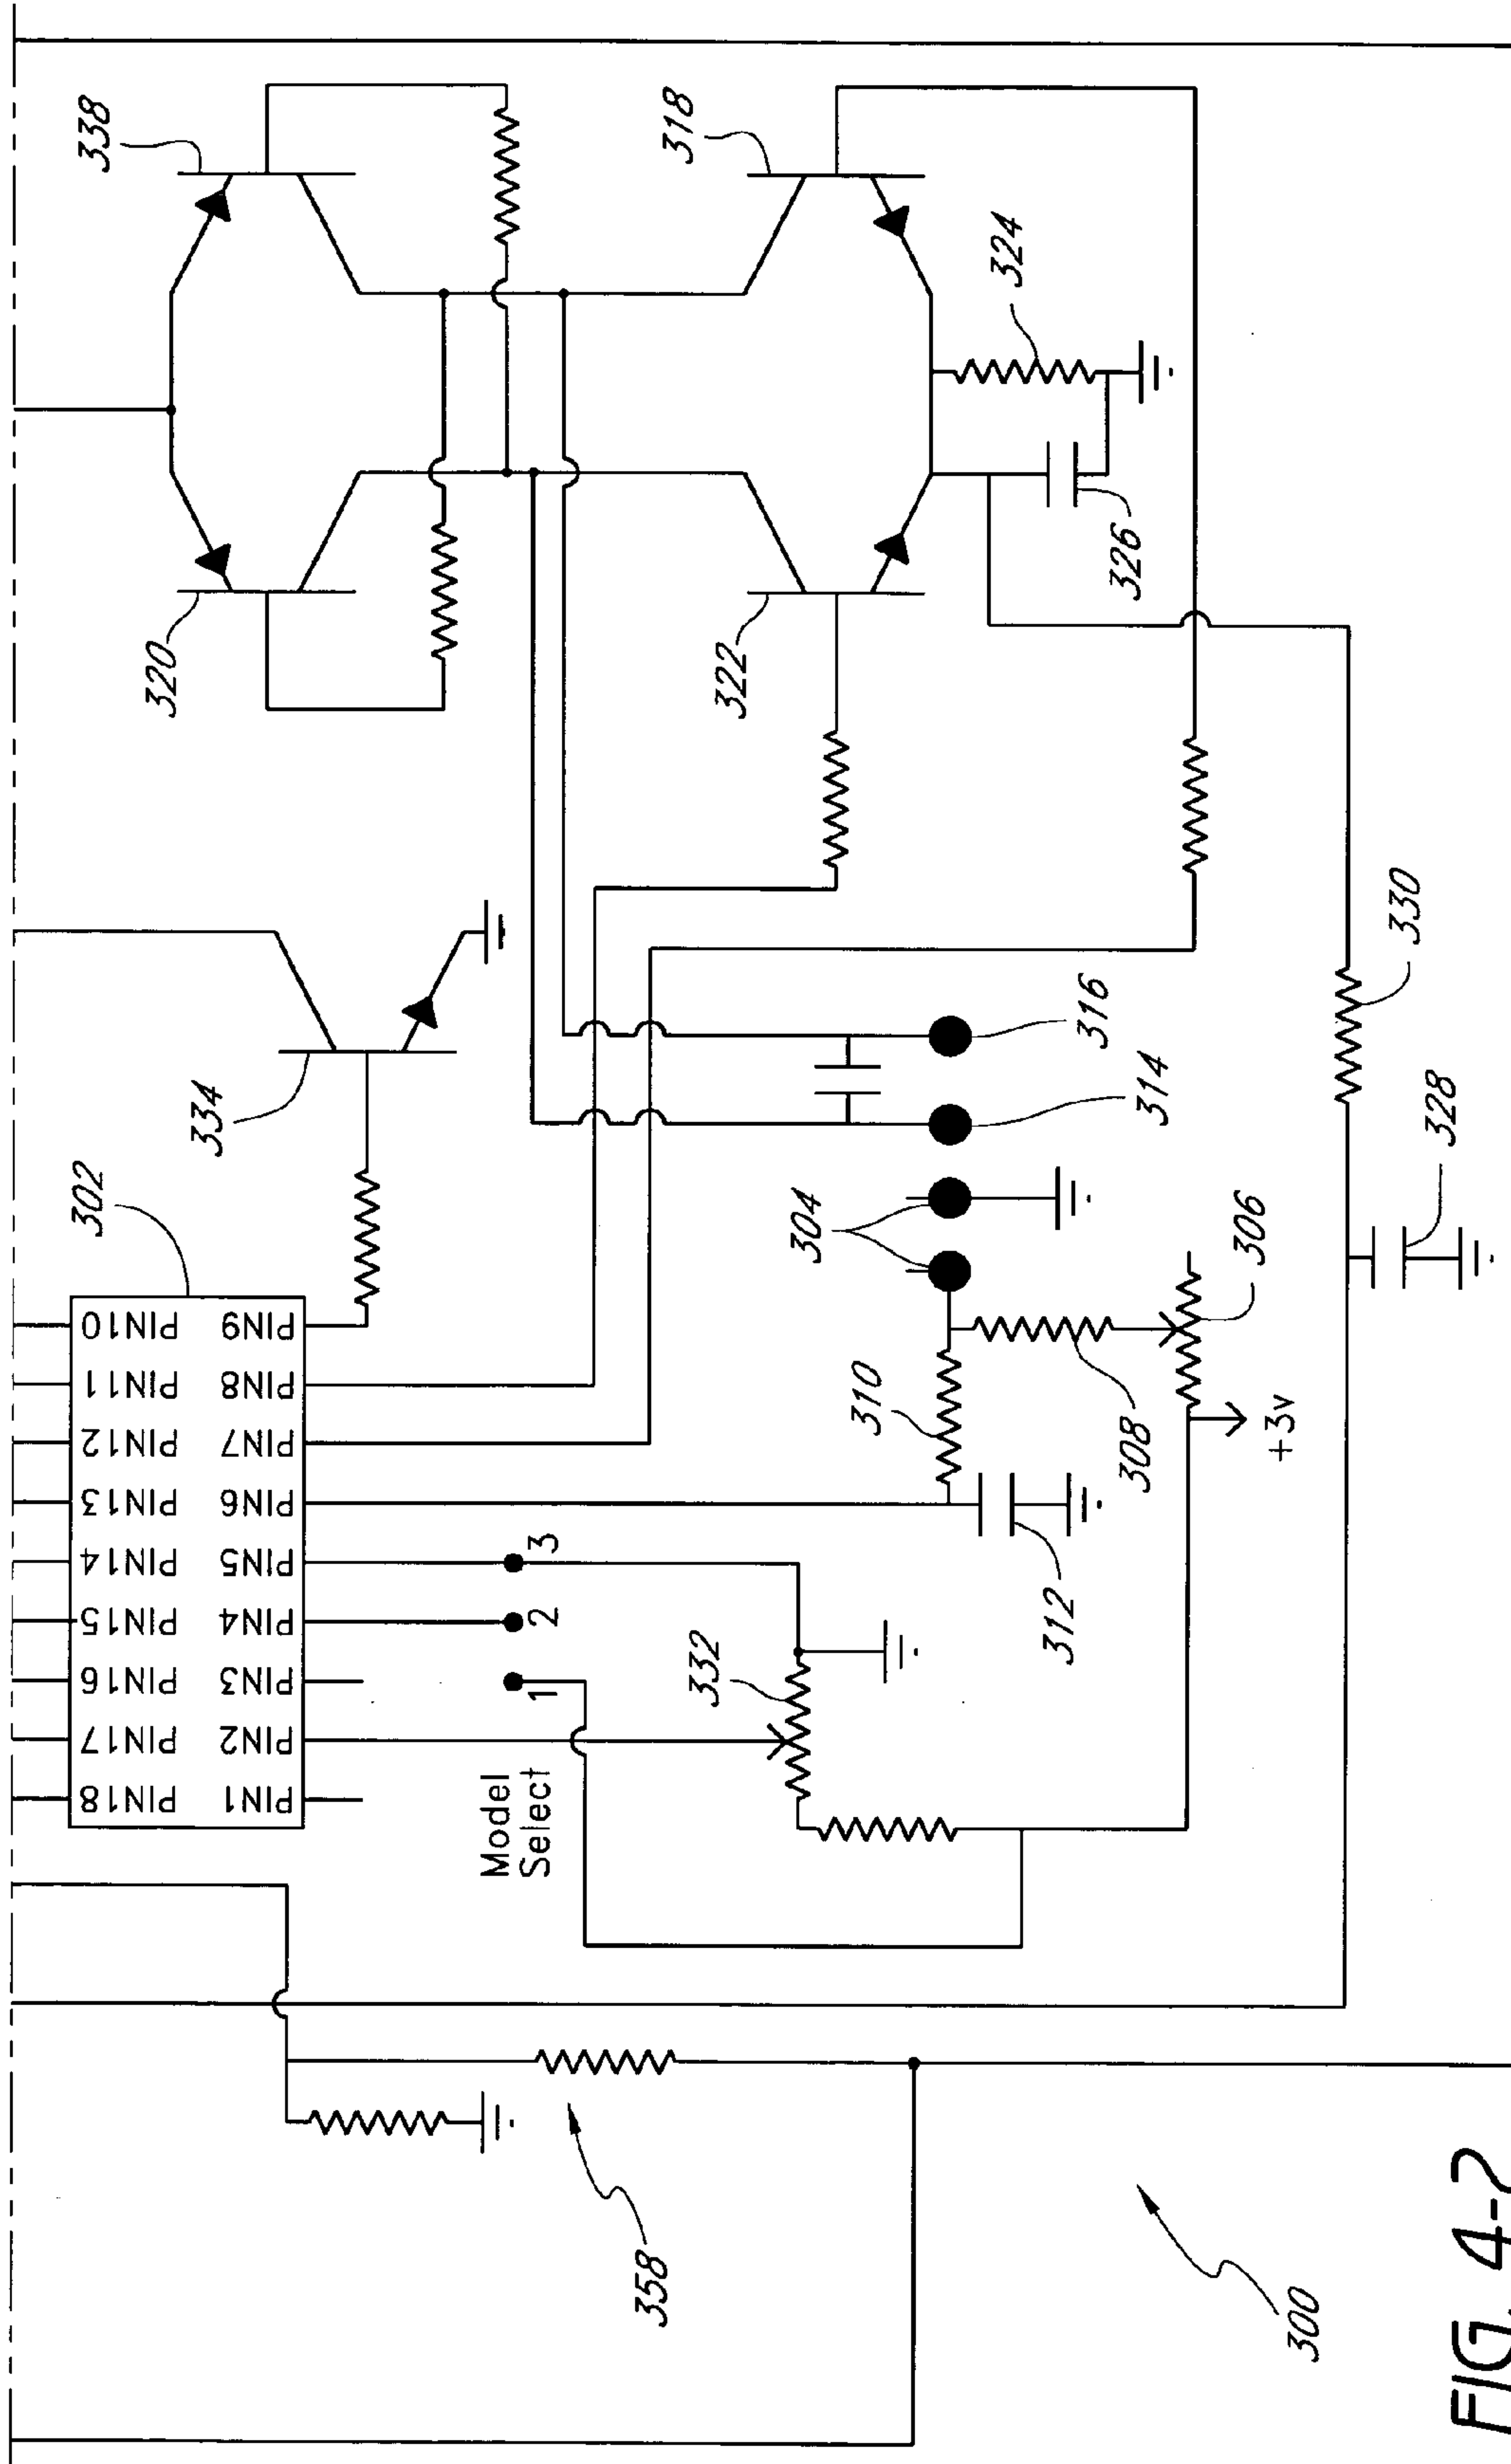 302
338
PIN18
PIN17
PIN16
PIN15
PIN14
PIN13
PIN12
PIN11
PIN10
320
334
PIN1
PIN2
PIN3
PIN4
PIN5
PIN6
PIN7
PIN8
PIN9
Model
Select
1
2
3
358
318
332
322
304
310
324
312
316
326
308
314
306
+3v
300
330
328
FIG. 4-2